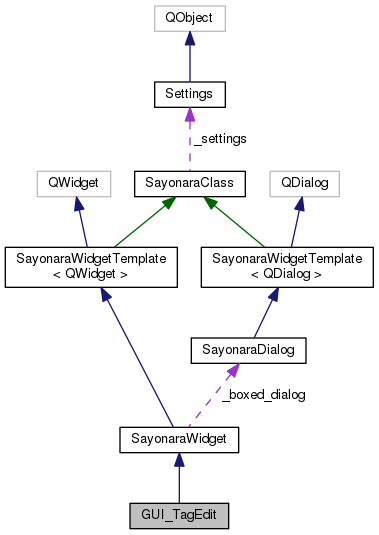 QObject
Settings
_settings
QWidget
SayonaraClass
QDialog
SayonaraWidgetTemplate
< QWidget >
SayonaraWidgetTemplate
< QDialog >
SayonaraDialog
_boxed_dialog
SayonaraWidget
GUI_TagEdit